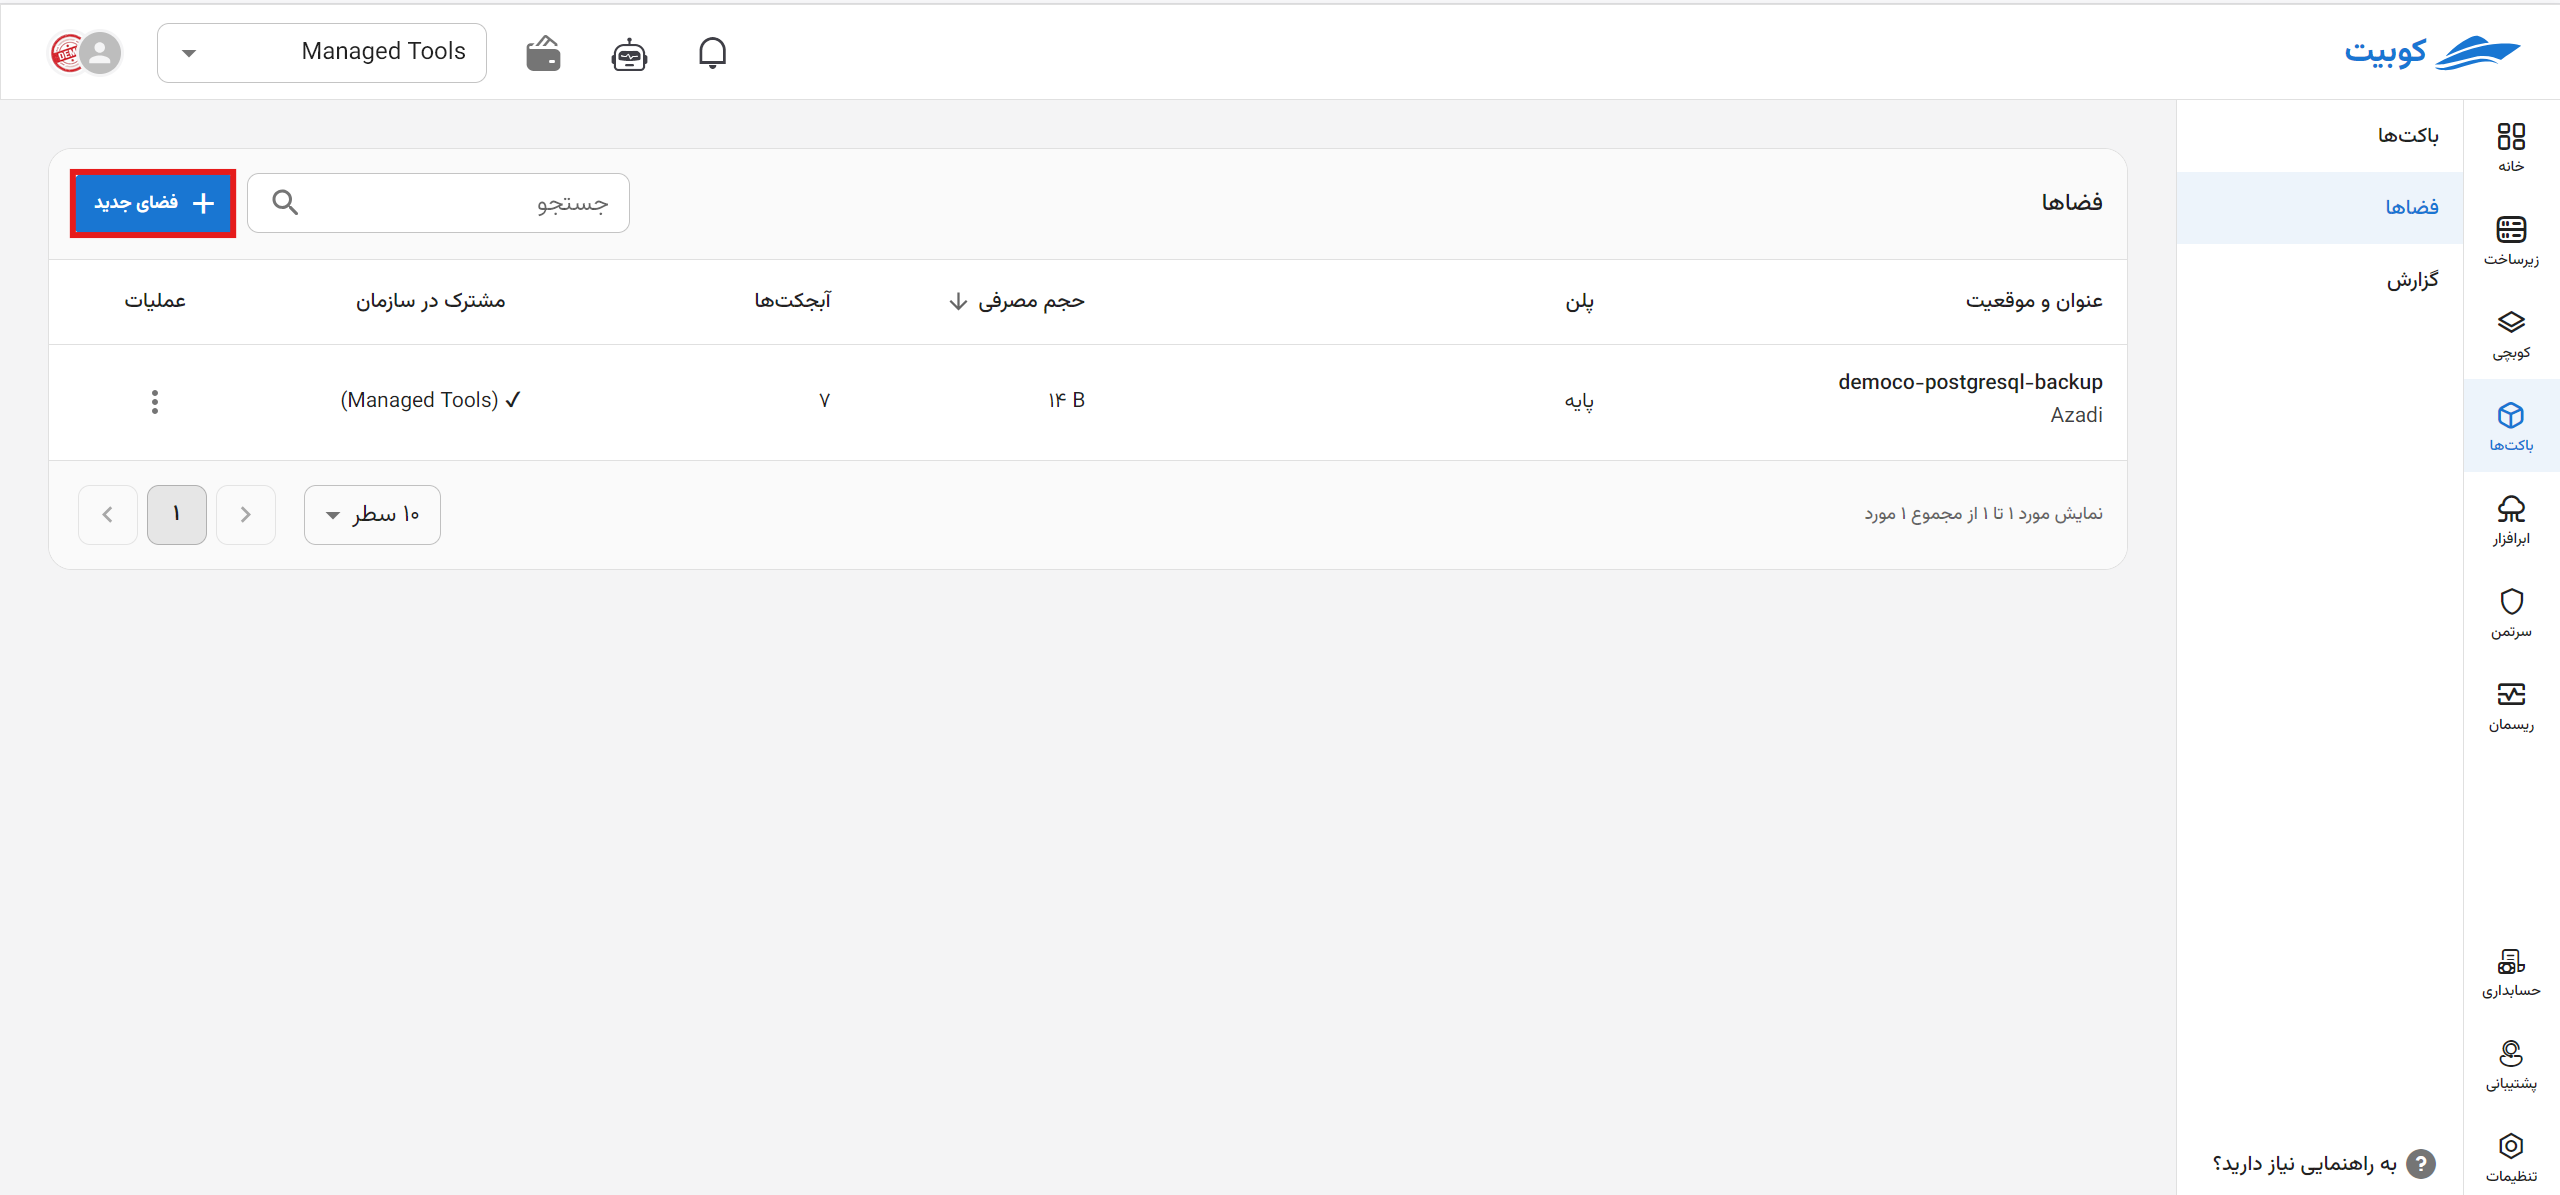 کوبیت
Managed Tools
DEM
خانه
زیرساخت
کوبچی
باکت‌ها
ابرافزار
سرتمن
ریسمان
حسابداری
پشتیبانی
تنظیمات
باکت‌ها
فضاها
گزارش
به راهنمایی نیاز دارید؟
فضاها
جستجو
فضای جدید
عنوان و موقعیت پلن حجم مصرفی آبجکت‌ها مشترک در سازمان عملیات
democo-postgresql-backup
Azadi
پایه ۱۴ B ۷ ✓ (Managed Tools)
نمایش مورد ۱ تا ۱ از مجموع ۱ مورد
۱۰ سطر
۱